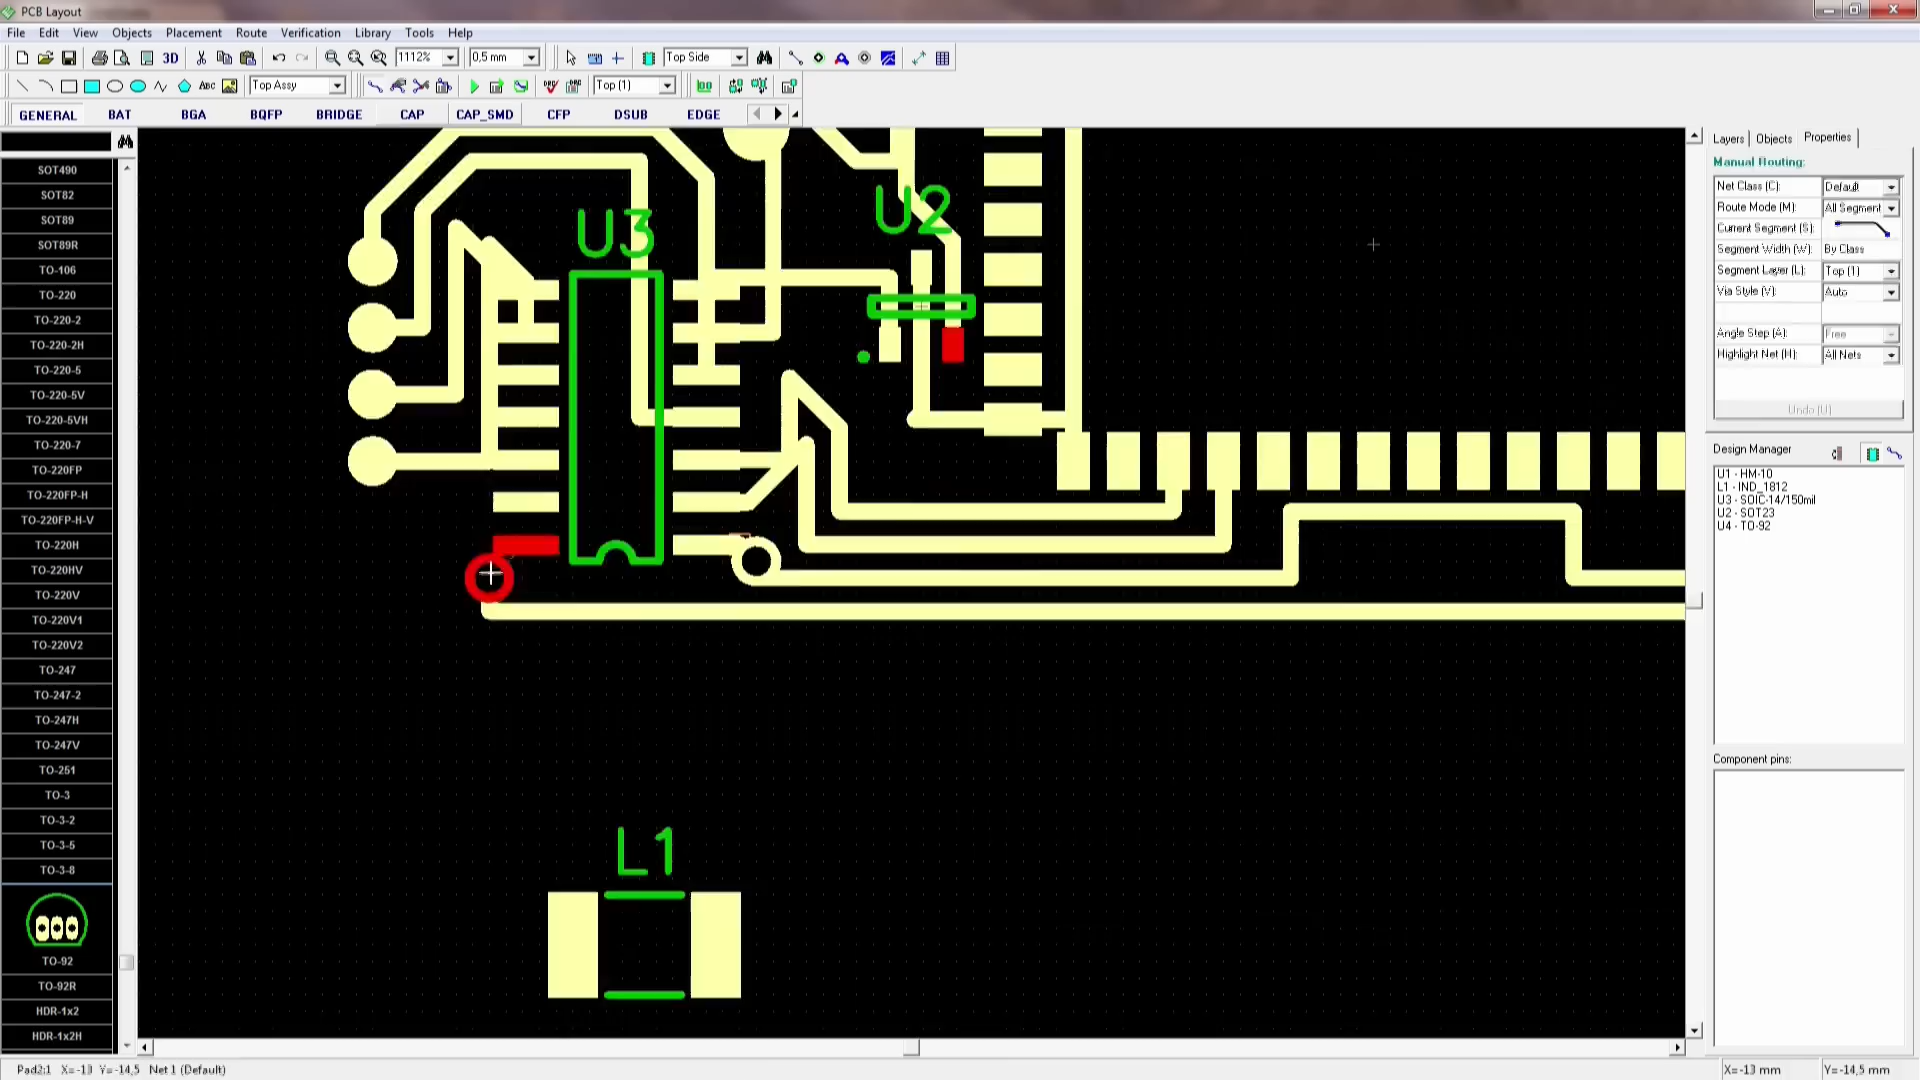 PCB Layout
File Edit View Objects Placement Route Verification Library Tools Help
3D 1112% 0,5 mm Top Side
Abc Top Assy Top (1)
GENERAL BAT BGA BQFP BRIDGE CAP CAP_SMD CFP DSUB EDGE
SOT490
SOT82
SOT89
SOT89R
TO-106
TO-220
TO-220-2
TO-220-2H
TO-220-5
TO-220-5V
TO-220-5VH
TO-220-7
TO-220FP
TO-220FP-H
TO-220FP-H-V
TO-220H
TO-220HV
TO-220V
TO-220V1
TO-220V2
TO-247
TO-247-2
TO-247H
TO-247V
TO-251
TO-3
TO-3-2
TO-3-5
TO-3-8
TO-92
TO-92R
HDR-1x2
HDR-1x2H
U3
U2
L1
Layers Objects Properties
Manual Routing:
Net Class (C): Default
Route Mode (M): All Segment
Current Segment (S):
Segment Width (W): By Class
Segment Layer (L): Top (1)
Via Style (V): Auto
Angle Step (A): Free
Highlight Net (H): All Nets
Undo (U)
Design Manager
U1 - HM-10
L1 - IND_1812
U3 - SOIC-14/150mil
U2 - SOT23
U4 - TO-92
Component pins:
Pad2:1 X=-13 Y=-14,5 Net 1 (Default)
X=-13 mm Y=-14,5 mm